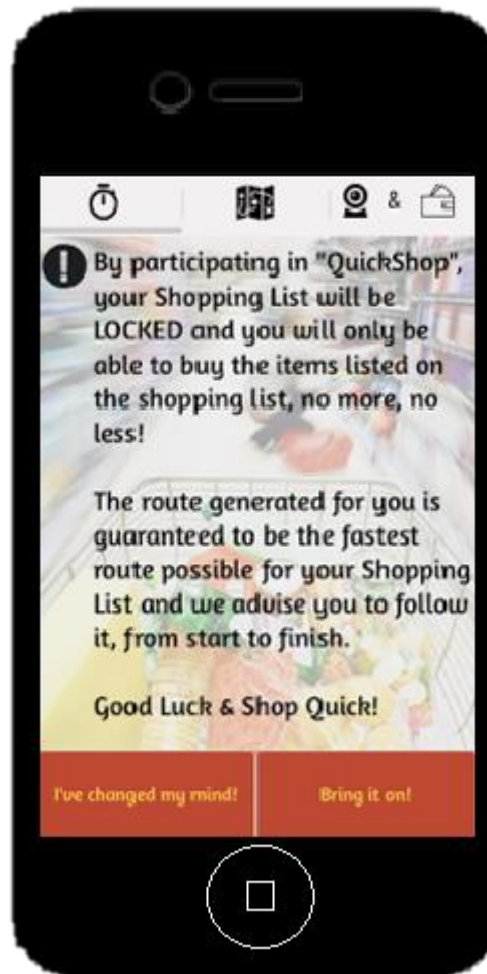 &
By participating in "QuickShop",
your Shopping List will be
LOCKED and you will only be
able to buy the items listed on
the shopping list, no more, no
less!
The route generated for you is
guaranteed to be the fastest
route possible for your Shopping
List and we advise you to follow
it, from start to finish.
Good Luck & Shop Quick!
I've changed my mind!
Bring it on!